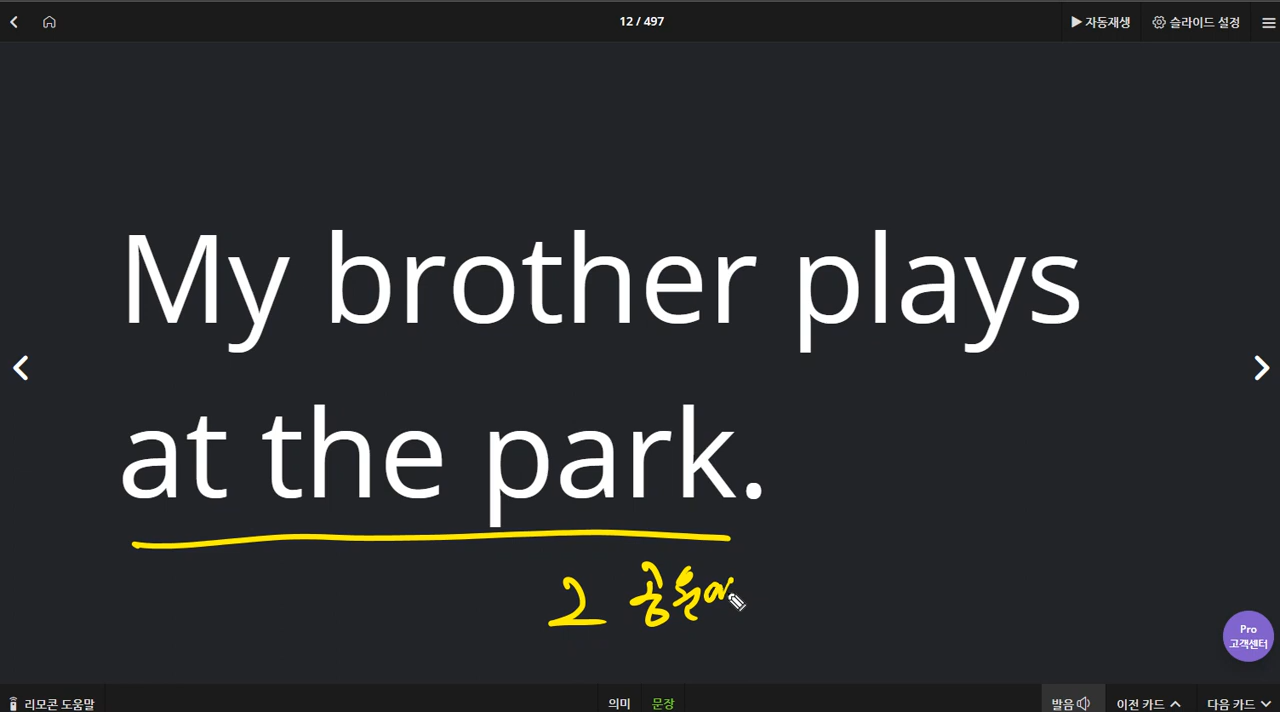 12 / 497
자동재생
슬라이드 설정
My brother plays
at the park.
그 공원
Pro
고객센터
리모콘 도움말
의미
문장
발음
이전 카드
다음 카드